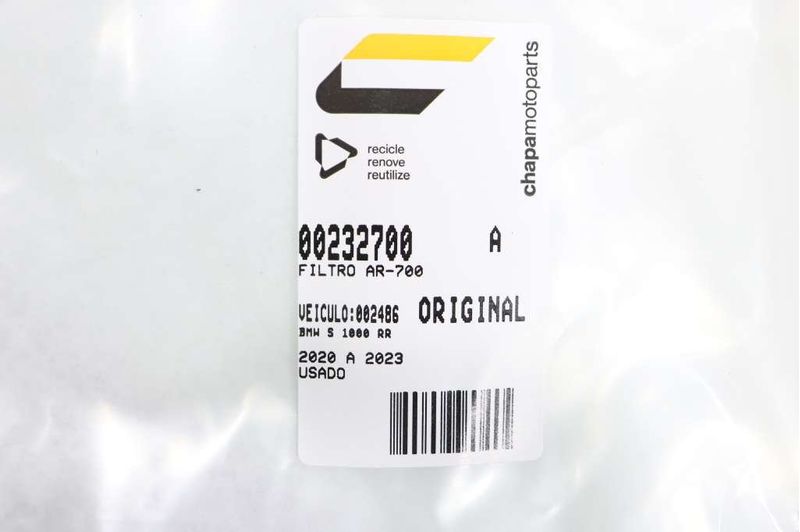 chapamotoparts
recicle
renove
reutilize
00232700 A
FILTRO AR-700
VEICULO:002486 ORIGINAL
BMW S 1000 RR
2020 A 2023
USADO